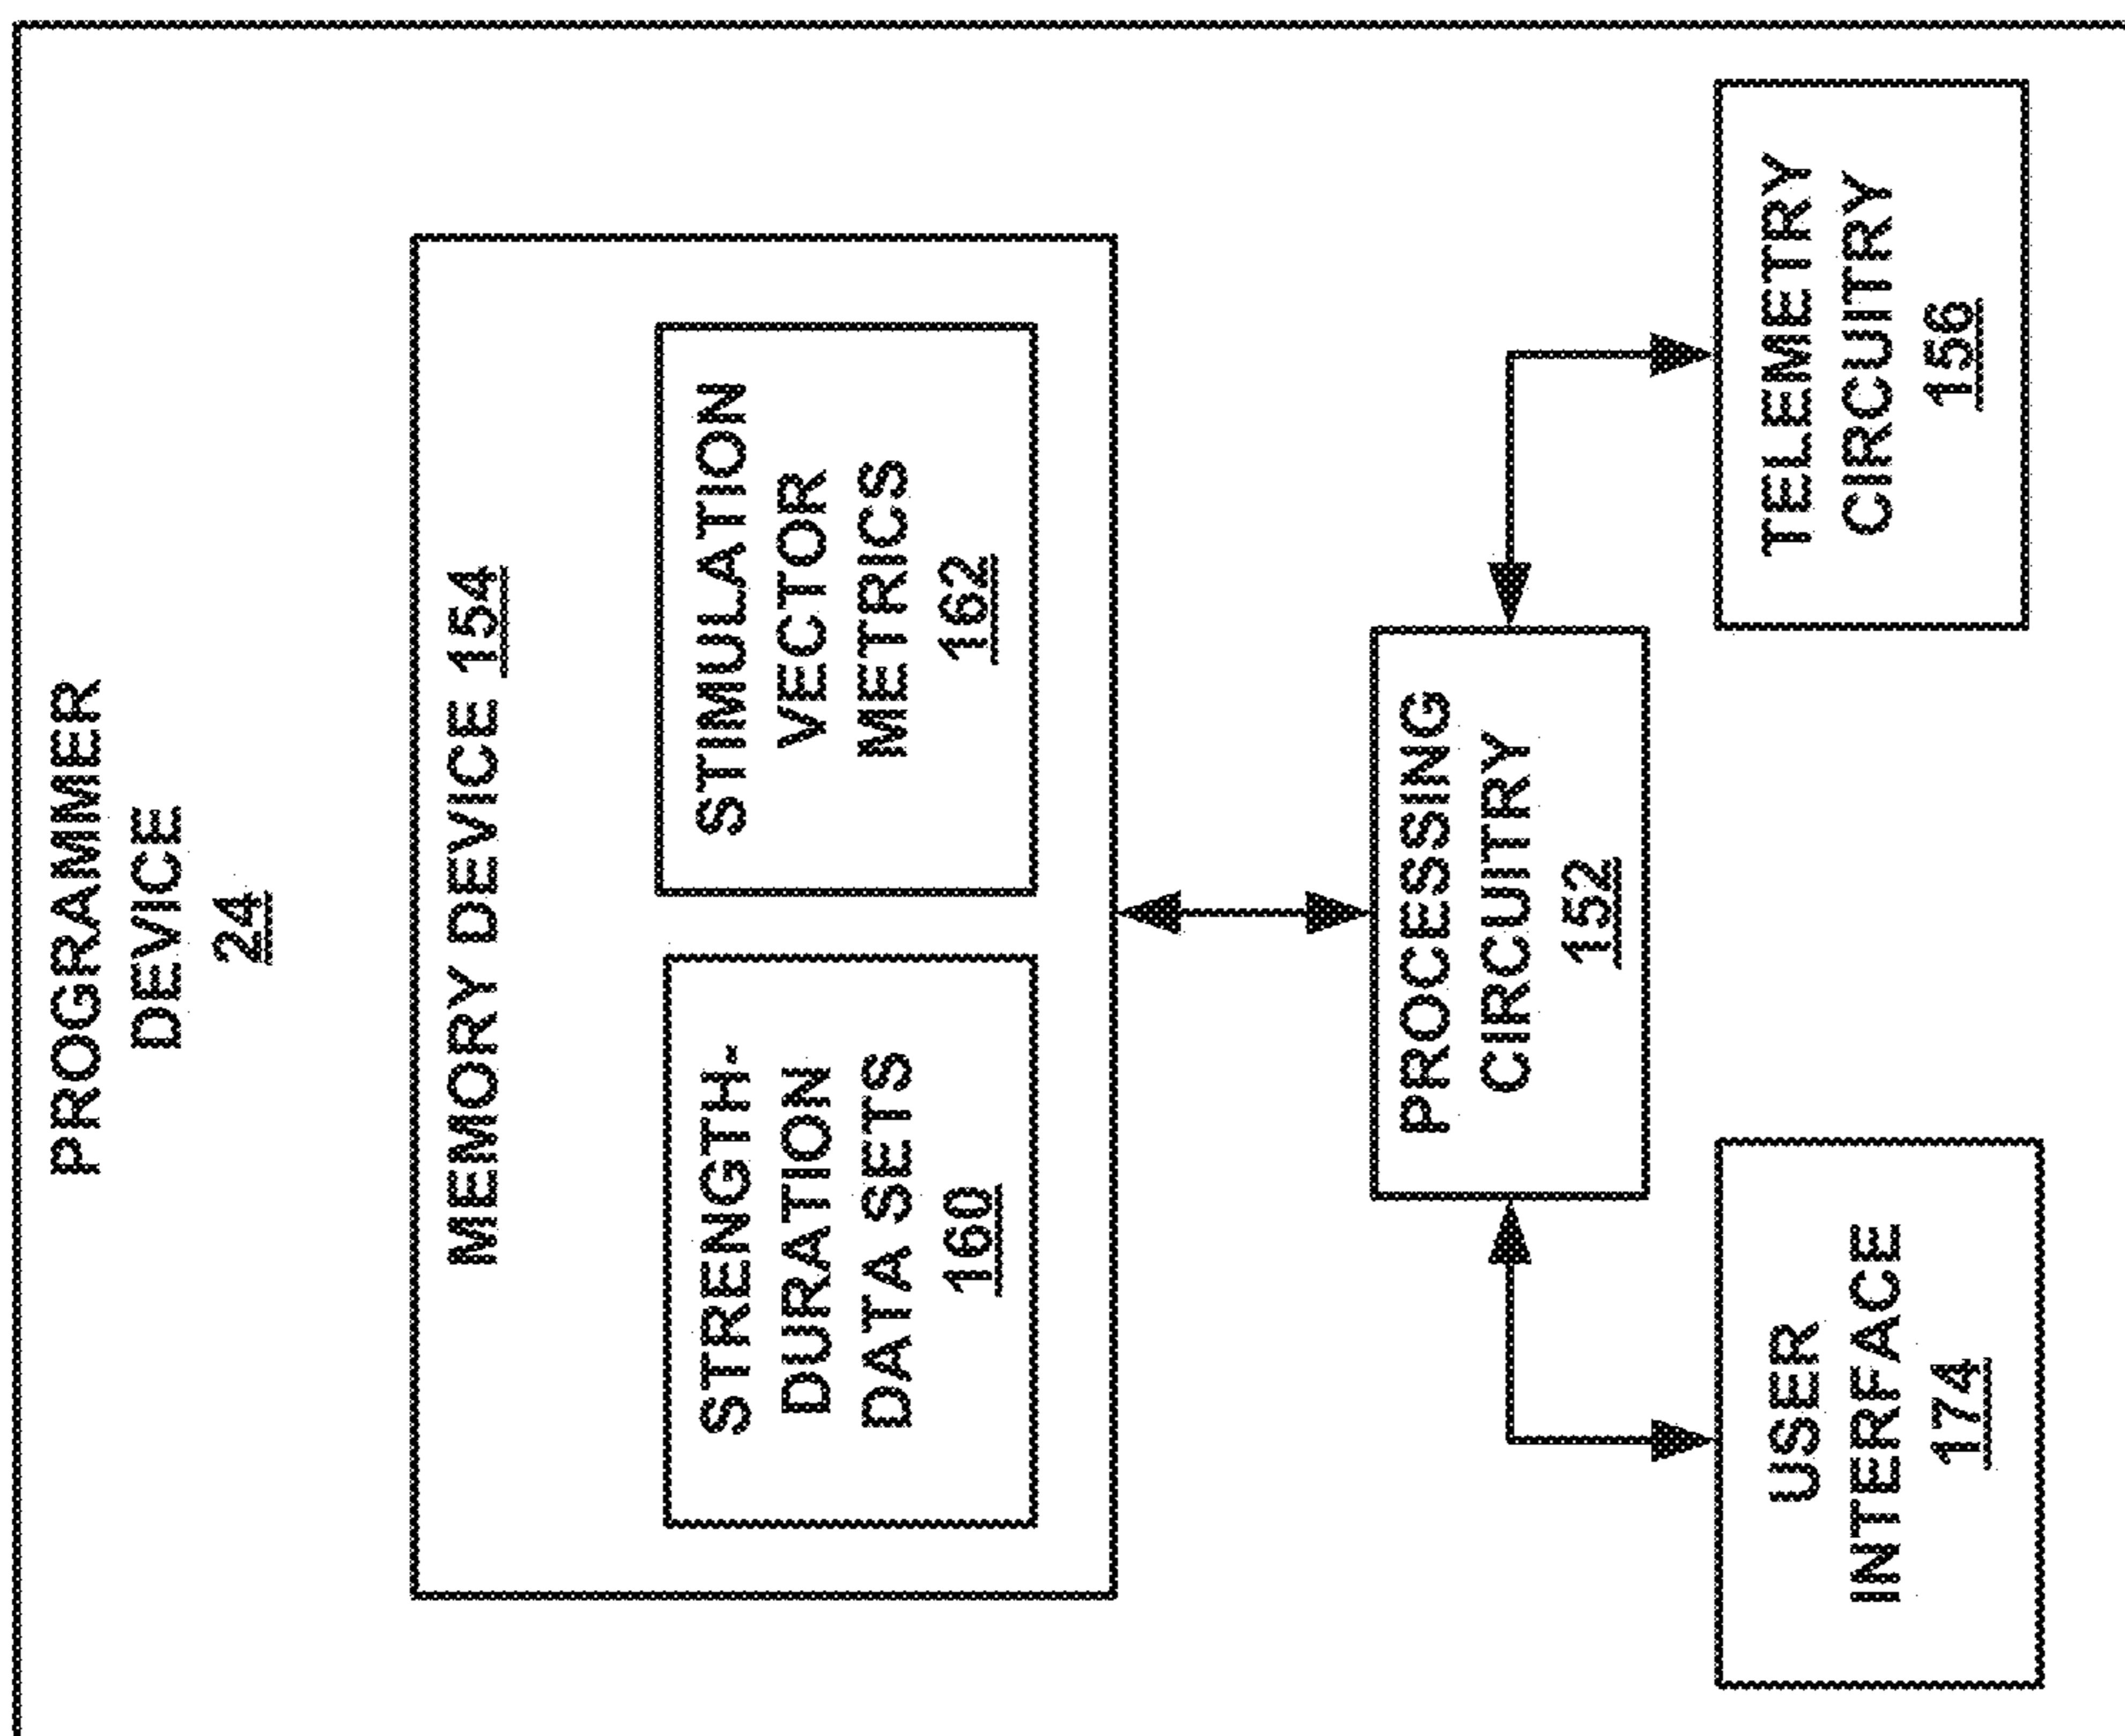 PROGRAMMER
DEVICE
24
MEMORY DEVICE 154
STRENGTH-
DURATION
DATA SETS
160
STIMULATION
VECTOR
METRICS
162
PROCESSING
CIRCUITRY
152
USER
INTERFACE
174
TELEMETRY
CIRCUITRY
156